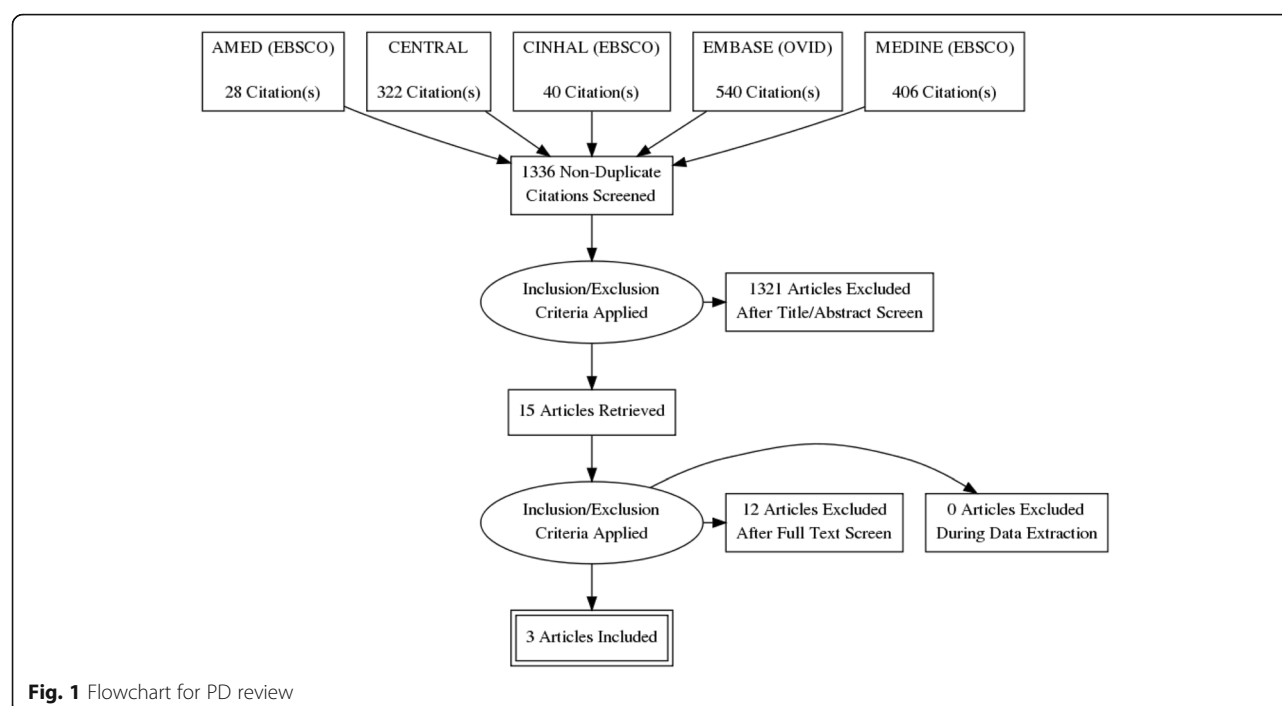 AMED (EBSCO)
28 Citation(s)
CENTRAL
322 Citation(s)
CINHAL (EBSCO)
40 Citation(s)
EMBASE (OVID)
540 Citation(s)
MEDINE (EBSCO)
406 Citation(s)
1336 Non-Duplicate
Citations Screened
Inclusion/Exclusion
Criteria Applied
1321 Articles Excluded
After Title/Abstract Screen
15 Articles Retrieved
Inclusion/Exclusion
Criteria Applied
12 Articles Excluded
After Full Text Screen
0 Articles Excluded
During Data Extraction
3 Articles Included
Fig. 1 Flowchart for PD review